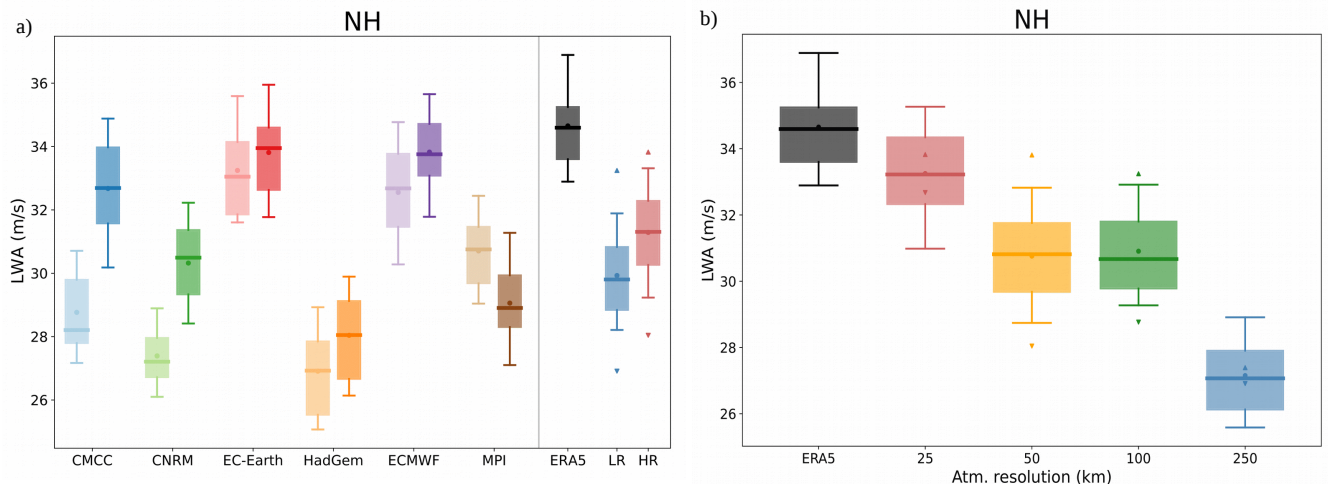 a)
NH
LWA (m/s)
36
34
32
30
28
26
CMCC CNRM EC-Earth HadGem ECMWF MPI ERA5 LR HR
b)
NH
LWA (m/s)
36
34
32
30
28
26
ERA5 25 50 100 250
Atm. resolution (km)